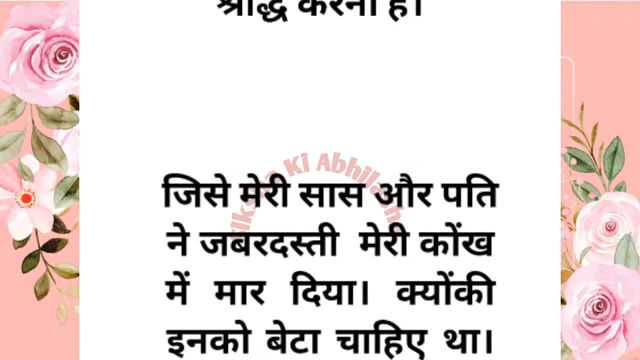 श्राद्ध करना है।
जिसे मेरी सास और पति
ने जबरदस्ती मेरी कोंख
में मार दिया। क्योंकी
इनको बेटा चाहिए था।